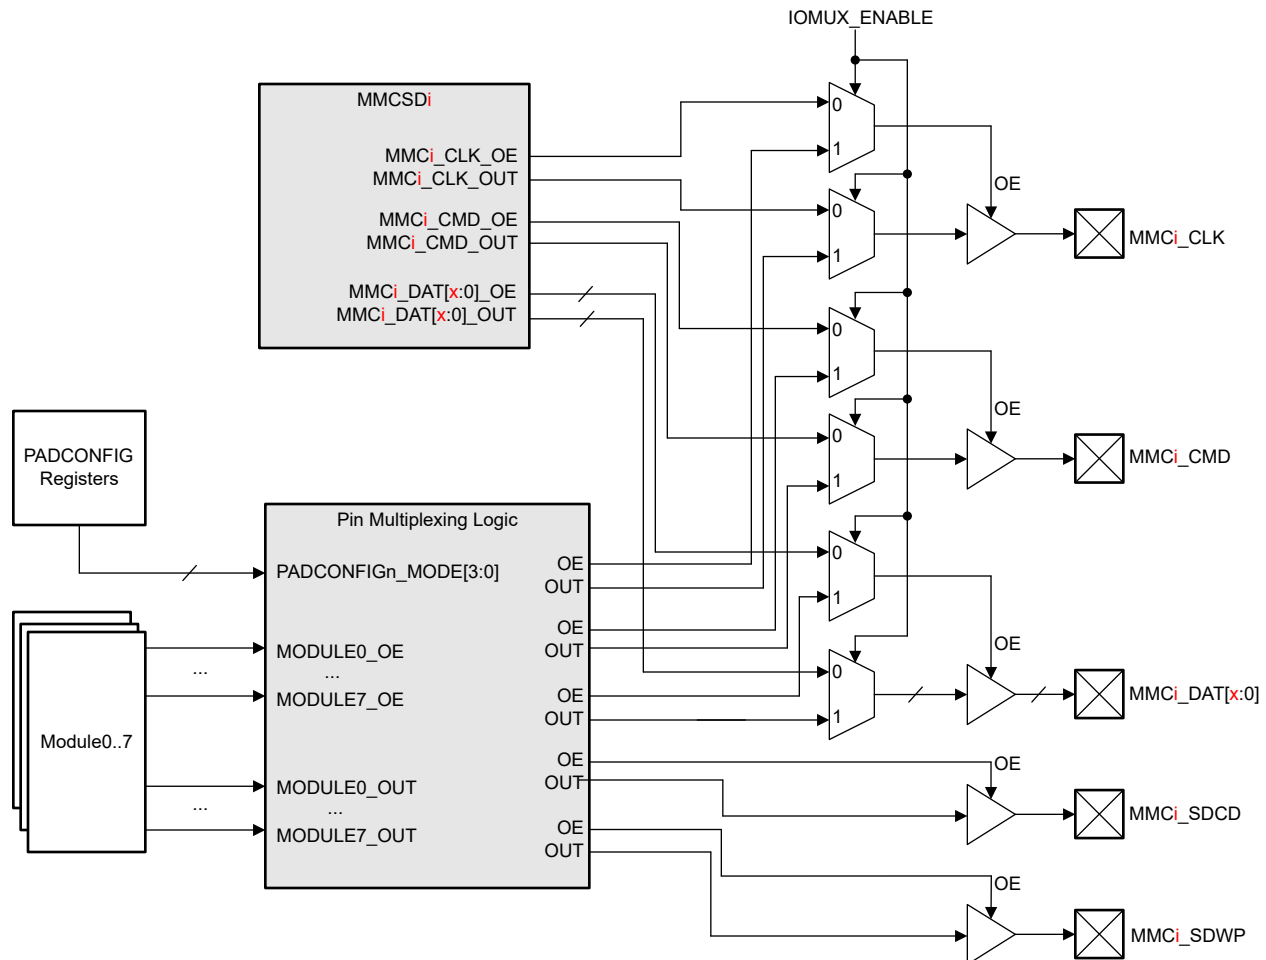 IOMUX_ENABLE
MMCSDi
MMCi_CLK_OE
MMCi_CLK_OUT
MMCi_CMD_OE
MMCi_CMD_OUT
MMCi_DAT[x:0]_OE
MMCi_DAT[x:0]_OUT
0
1
0
1
OE
MMCi_CLK
0
1
0
1
OE
MMCi_CMD
0
1
0
1
OE
MMCi_DAT[x:0]
PADCONFIG
Registers
Pin Multiplexing Logic
PADCONFIGn_MODE[3:0]
MODULE0_OE
...
MODULE7_OE
MODULE0_OUT
...
MODULE7_OUT
OE
OUT
OE
OUT
OE
OUT
OE
OUT
OE
OUT
...
...
Module0..7
OE
MMCi_SDCD
OE
MMCi_SDWP